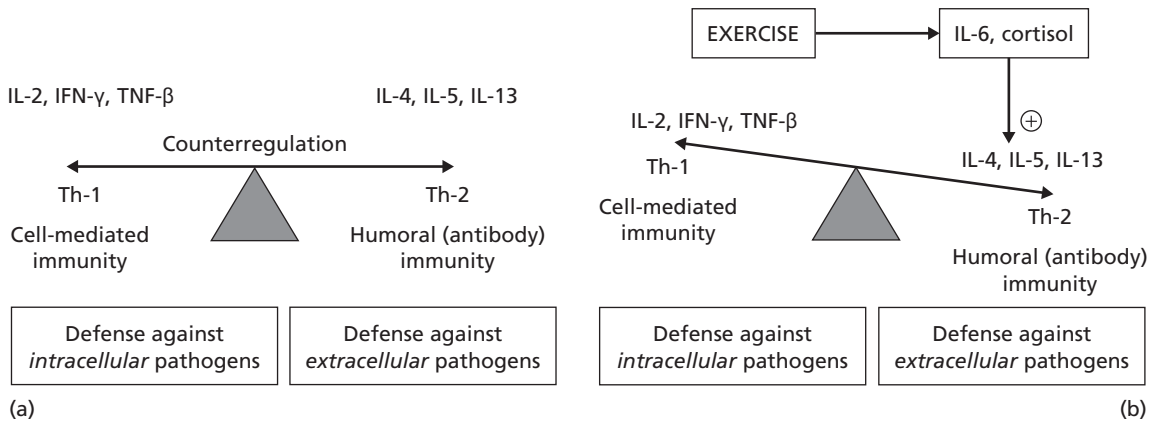 IL-2, IFN-γ, TNF-β
IL-4, IL-5, IL-13
Counterregulation
Th-1
Th-2
Cell-mediated
immunity
Humoral (antibody)
immunity
Defense against
intracellular pathogens
Defense against
extracellular pathogens
(a)
EXERCISE
IL-6, cortisol
+
IL-2, IFN-γ, TNF-β
IL-4, IL-5, IL-13
Th-1
Th-2
Cell-mediated
immunity
Humoral (antibody)
immunity
Defense against
intracellular pathogens
Defense against
extracellular pathogens
(b)